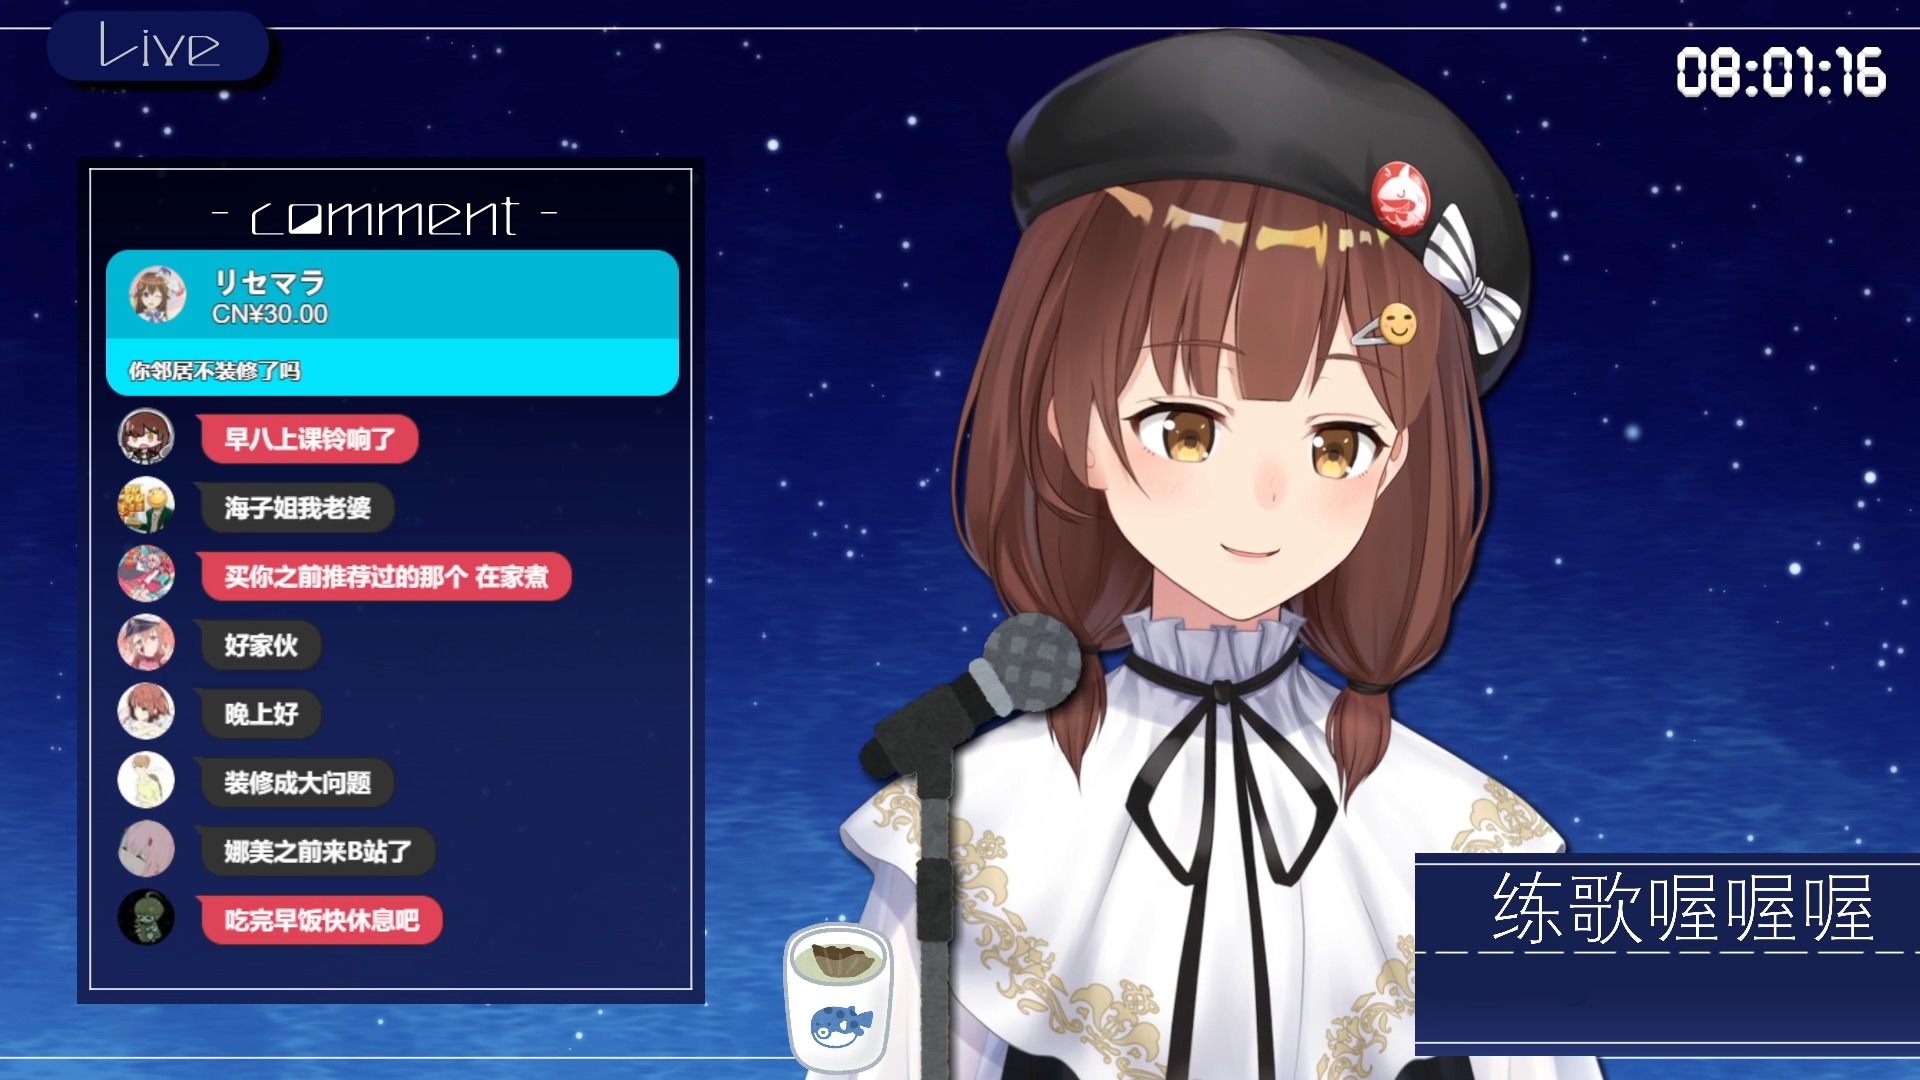 Live
08:01:16
- comment -
リセマラ
CN¥30.00
你邻居不装修了吗
早八上课铃响了
海子姐我老婆
买你之前推荐过的那个 在家煮
好家伙
晚上好
装修成大问题
娜美之前来B站了
吃完早饭快休息吧
练歌喔喔喔